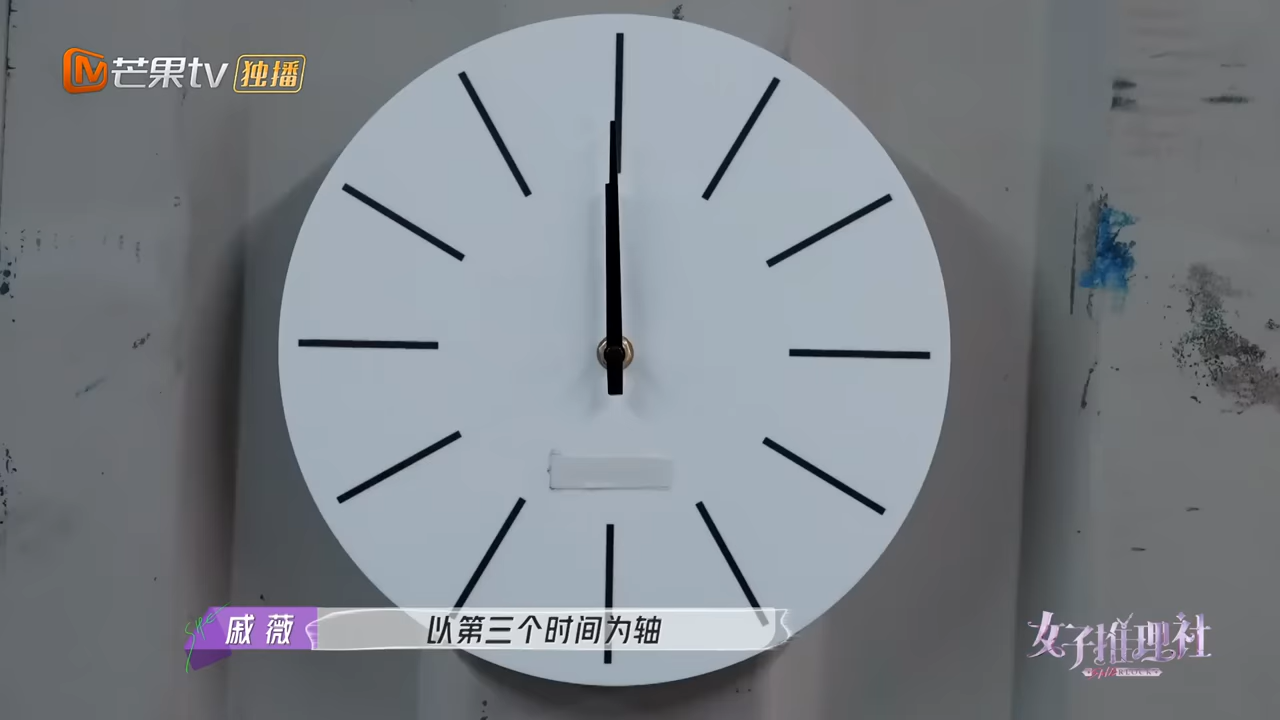 芒果tv 独播
戚薇 以第三个时间为轴
女子推理社